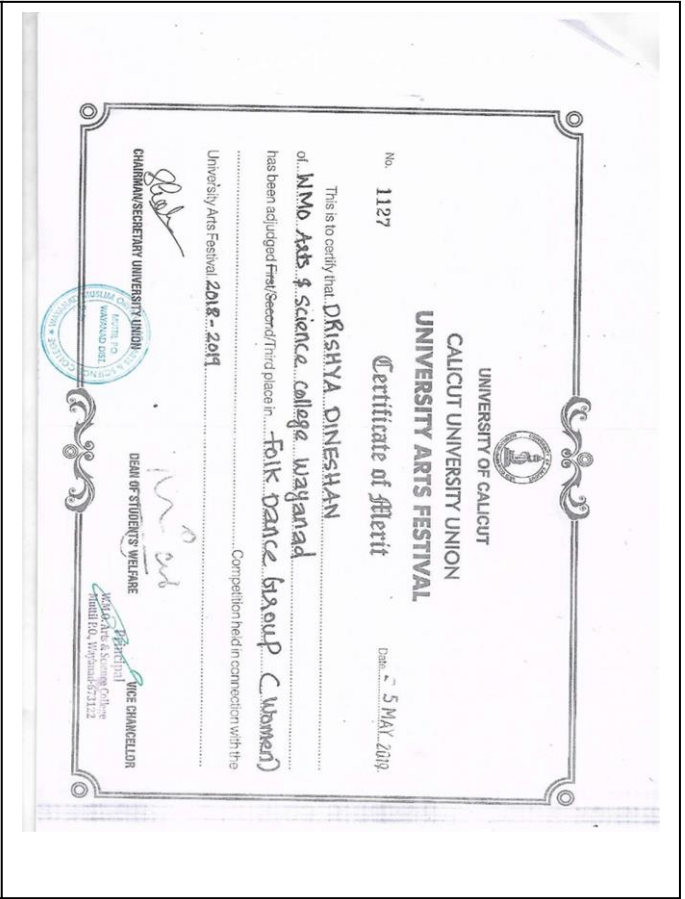 UNIVERSITY OF CALICUT
CALICUT UNIVERSITY UNION
UNIVERSITY ARTS FESTIVAL
Certificate of Merit
No. 1127
Date 5 MAY 2019
This is to certify that DRISHYA DINESHAN
of WMO Arts & Science College Wayanad
has been adjudged First/Second/Third place in Folk Dance Group (Women)
Competition held in connection with the
University Arts Festival 2018-2019
CHAIRMAN/SECRETARY UNIVERSITY UNION
DEAN OF STUDENTS' WELFARE
VICE CHANCELLOR
MUTTIL P.O
WAYANAD DIST.
Principal
W.M.O. Arts & Science College
Muttil P.O., Wayanad-673122